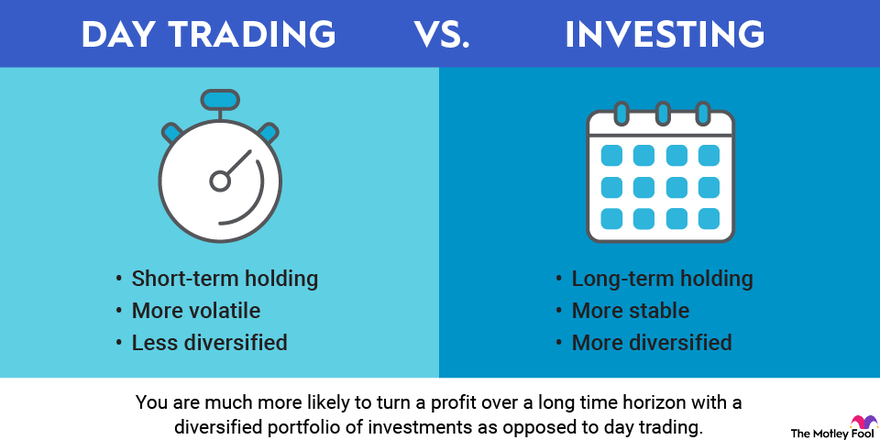 DAY TRADING VS. INVESTING
• Short-term holding
• More volatile
• Less diversified
• Long-term holding
• More stable
• More diversified
You are much more likely to turn a profit over a long time horizon with a
diversified portfolio of investments as opposed to day trading.
The Motley Fool